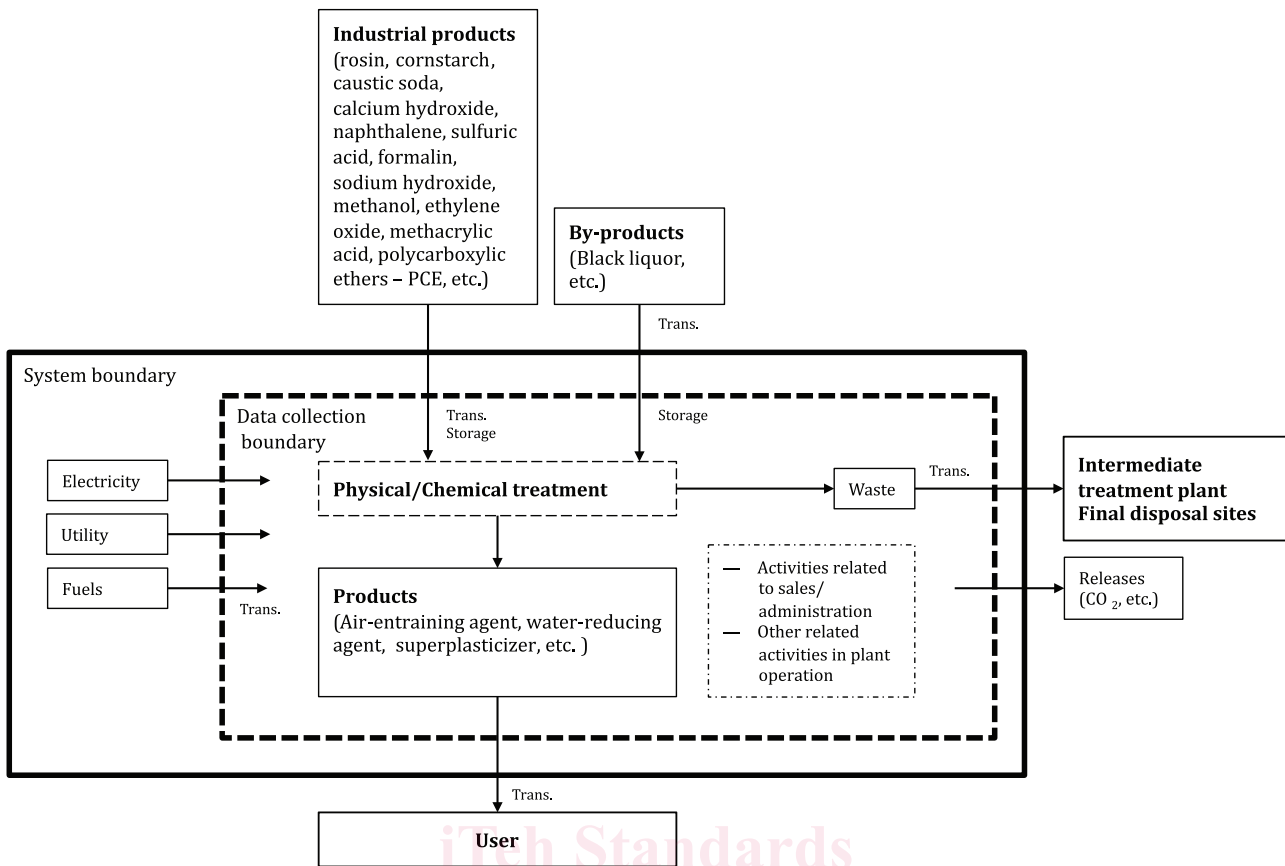 Industrial products
(rosin, cornstarch,
caustic soda,
calcium hydroxide,
naphthalene, sulfuric
acid, formalin,
sodium hydroxide,
methanol, ethylene
oxide, methacrylic
acid, polycarboxylic
ethers – PCE, etc.)
By-products
(Black liquor,
etc.)
Trans.
System boundary
Data collection
boundary
Trans.
Storage
Storage
Electricity
Utility
Fuels
Trans.
Physical/Chemical treatment
Waste
Trans.
Intermediate
treatment plant
Final disposal sites
Products
(Air-entraining agent, water-reducing
agent, superplasticizer, etc. )
— Activities related
to sales/
administration
— Other related
activities in plant
operation
Releases
(CO 2, etc.)
Trans.
User
iTeh Standards